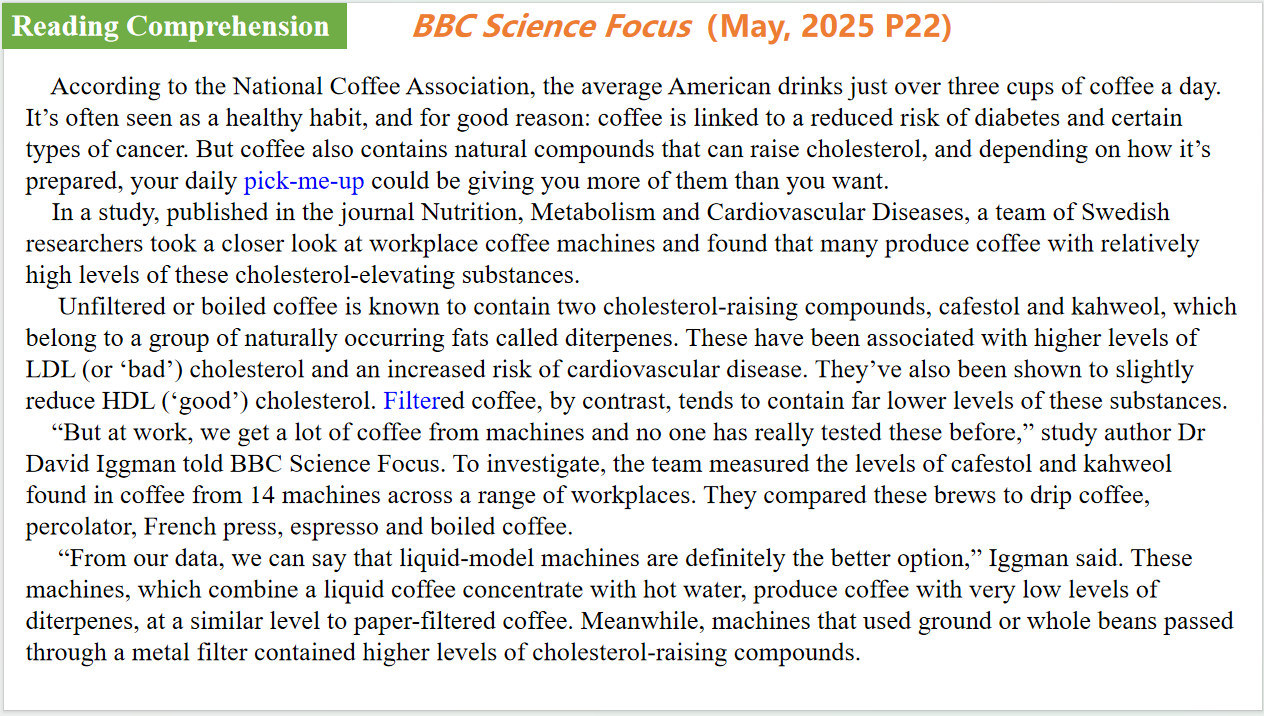 Reading Comprehension
BBC Science Focus (May, 2025 P22)
According to the National Coffee Association, the average American drinks just over three cups of coffee a day.
It’s often seen as a healthy habit, and for good reason: coffee is linked to a reduced risk of diabetes and certain
types of cancer. But coffee also contains natural compounds that can raise cholesterol, and depending on how it’s
prepared, your daily pick-me-up could be giving you more of them than you want.
In a study, published in the journal Nutrition, Metabolism and Cardiovascular Diseases, a team of Swedish
researchers took a closer look at workplace coffee machines and found that many produce coffee with relatively
high levels of these cholesterol-elevating substances.
Unfiltered or boiled coffee is known to contain two cholesterol-raising compounds, cafestol and kahweol, which
belong to a group of naturally occurring fats called diterpenes. These have been associated with higher levels of
LDL (or ‘bad’) cholesterol and an increased risk of cardiovascular disease. They’ve also been shown to slightly
reduce HDL (‘good’) cholesterol. Filtered coffee, by contrast, tends to contain far lower levels of these substances.
“But at work, we get a lot of coffee from machines and no one has really tested these before,” study author Dr
David Iggman told BBC Science Focus. To investigate, the team measured the levels of cafestol and kahweol
found in coffee from 14 machines across a range of workplaces. They compared these brews to drip coffee,
percolator, French press, espresso and boiled coffee.
“From our data, we can say that liquid-model machines are definitely the better option,” Iggman said. These
machines, which combine a liquid coffee concentrate with hot water, produce coffee with very low levels of
diterpenes, at a similar level to paper-filtered coffee. Meanwhile, machines that used ground or whole beans passed
through a metal filter contained higher levels of cholesterol-raising compounds.